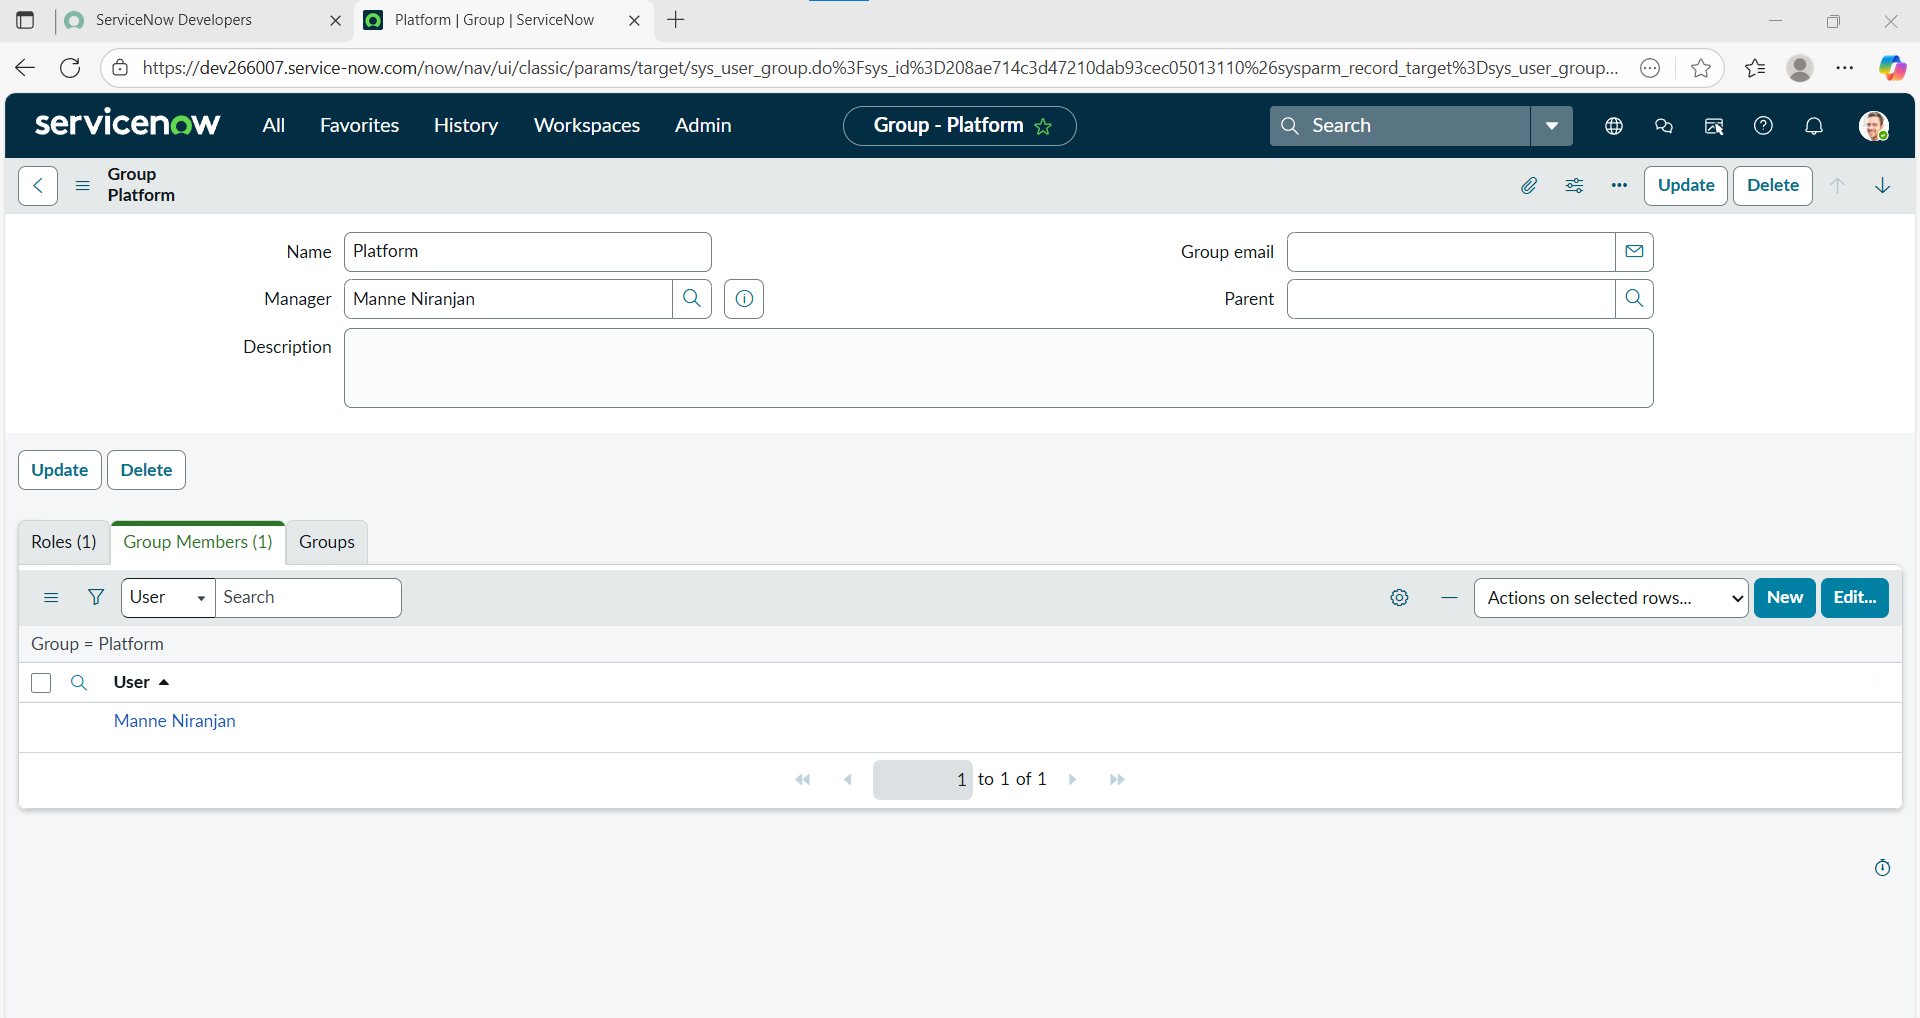 ServiceNow Developers
Platform | Group | ServiceNow
https://dev266007.service-now.com/now/nav/ui/classic/params/target/sys_user_group.do%3Fsys_id%3D208ae714c3d47210dab93cec05013110%26sysparm_record_target%3Dsys_user_group...
servicenow
All
Favorites
History
Workspaces
Admin
Group - Platform
Search
Group
Platform
Update
Delete
Name
Platform
Group email
Manager
Manne Niranjan
Parent
Description
Update
Delete
Roles (1)
Group Members (1)
Groups
User
Search
Actions on selected rows...
New
Edit...
Group = Platform
User
Manne Niranjan
1 to 1 of 1